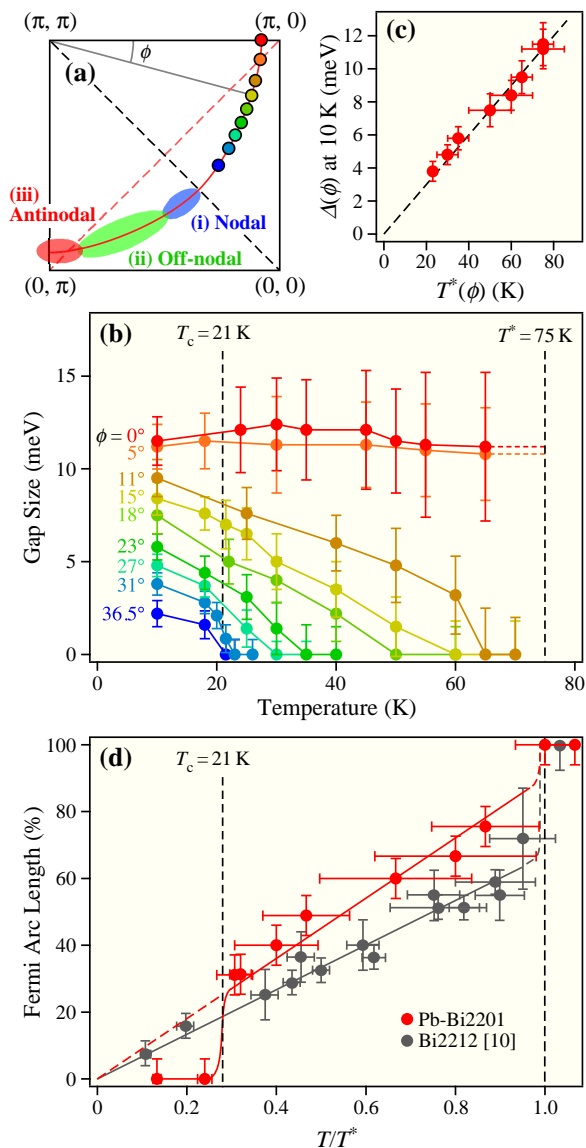 (π, π)
(π, 0)
ϕ
(a)
(iii)
Antinodal
(i) Nodal
(ii) Off-nodal
(0, π)
(0, 0)
(c)
Δ(ϕ) at 10 K (meV)
12
10
8
6
4
2
0
0 20 40 60 80
T*(ϕ) (K)
(b)
Tc = 21 K
T* = 75 K
Gap Size (meV)
15
10
5
0
ϕ = 0°
5°
11°
15°
18°
23°
27°
31°
36.5°
0 20 40 60 80
Temperature (K)
(d)
Tc = 21 K
Fermi Arc Length (%)
100
80
60
40
20
0
Pb-Bi2201
Bi2212 [10]
0.0 0.2 0.4 0.6 0.8 1.0
T/T*